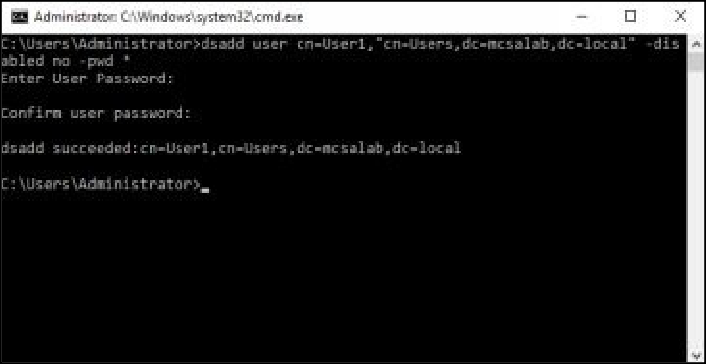 Administrator: C:\Windows\system32\cmd.exe
C:\Users\Administrator>dsadd user cn=User1,"cn=Users,dc=mcsalab,dc=local" -dis
abled no -pwd *
Enter User Password:
Confirm user password:
dsadd succeeded:cn=User1,cn=Users,dc=mcsalab,dc=local
C:\Users\Administrator>_